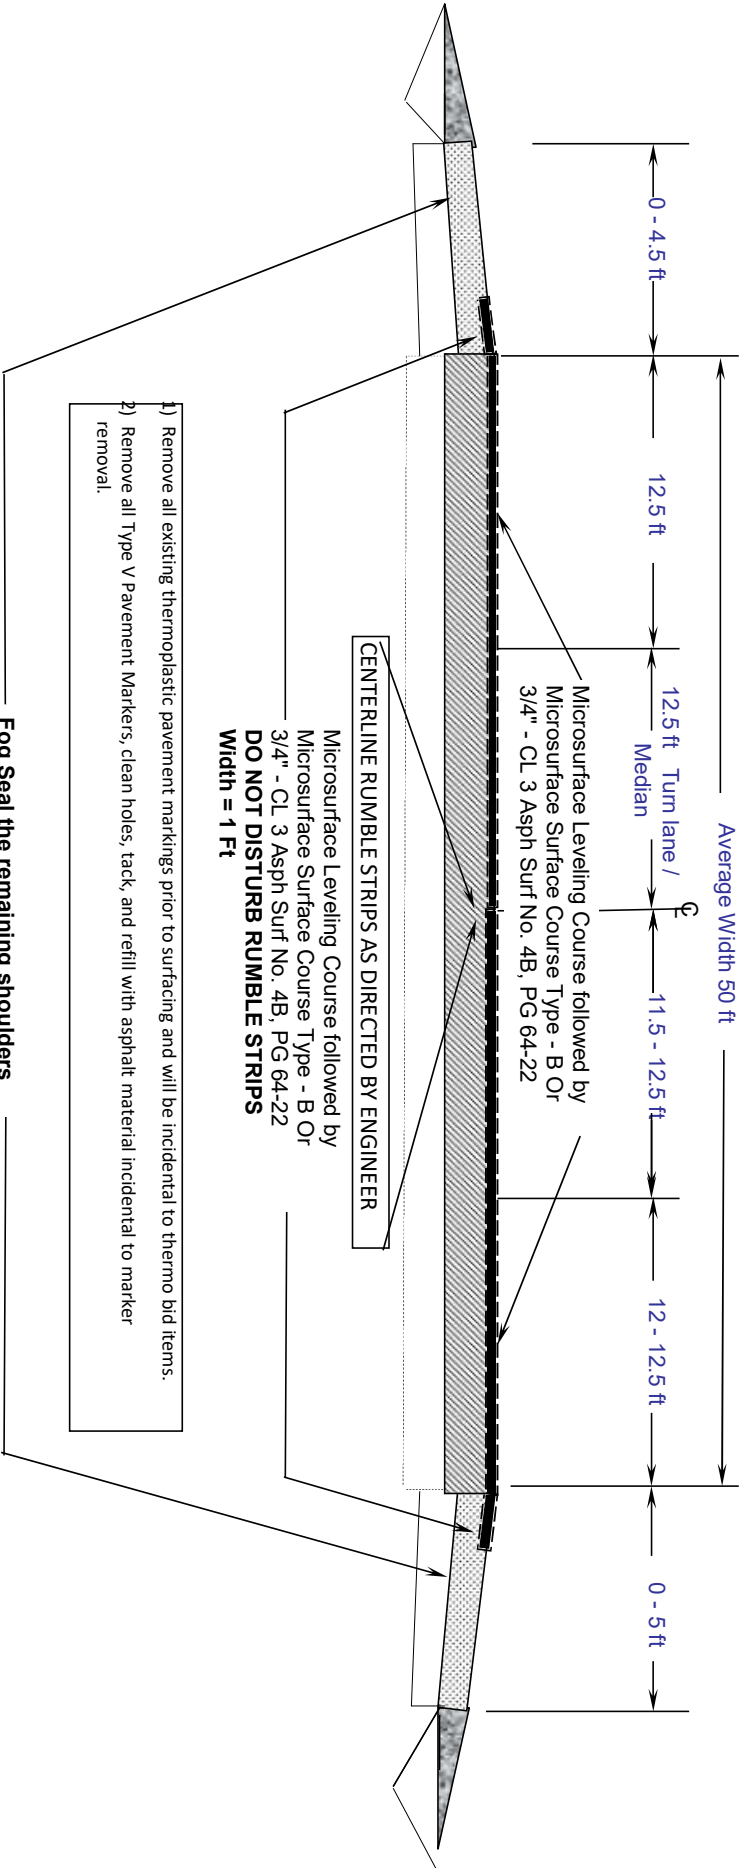 Average Width 50 ft
0 - 4.5 ft
12.5 ft
12.5 ft Turn lane /
Median
CL
11.5 - 12.5 ft
12 - 12.5 ft
0 - 5 ft
Microsurface Leveling Course followed by
Microsurface Surface Course Type - B Or
3/4" - CL 3 Asph Surf No. 4B, PG 64-22
CENTERLINE RUMBLE STRIPS AS DIRECTED BY ENGINEER
Microsurface Leveling Course followed by
Microsurface Surface Course Type - B Or
3/4" - CL 3 Asph Surf No. 4B, PG 64-22
DO NOT DISTURB RUMBLE STRIPS
Width = 1 Ft
1) Remove all existing thermoplastic pavement markings prior to surfacing and will be incidental to thermo bid items.
2) Remove all Type V Pavement Markers, clean holes, tack, and refill with asphalt material incidental to marker
removal.
Fog Seal the remaining shoulders